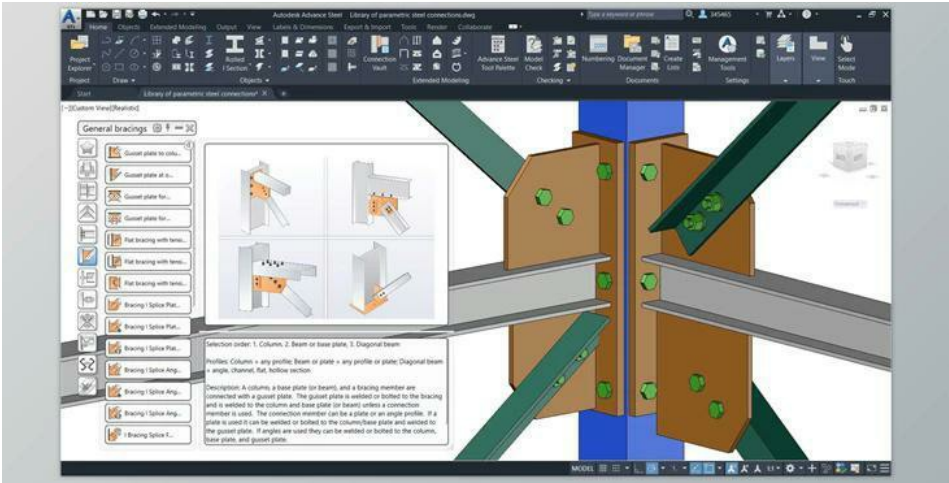 Autodesk Advance Steel Library of parametric steel connections.dwg
Type a keyword or phrase
345465
Home Objects Extended Modeling Output View Labels & Dimensions Export & Import Tools Render Collaborate
Project Explorer
Rolled I Section
Connection Vault
Advance Steel Tool Palette
Model Check
Numbering
Document Manager
Create Lists
Management Tools
Layers
View
Select Mode
Project Draw Objects Extended Modeling Checking Documents Settings Touch
Start Library of parametric steel connections*
[−][Custom View][Realistic]
General bracings
Gusset plate to colu...
Gusset plate at o...
Gusset plate for...
Gusset plate for...
Flat bracing with tensi...
Flat bracing with tensi...
Flat bracing with tensi...
Bracing I Splice Plat...
Bracing I Splice Plat...
Bracing I Splice Plat...
Bracing I Splice Ang...
Bracing I Splice Ang...
Bracing I Splice Ang...
I Bracing Splice F...
Selection order: 1. Column, 2. Beam or base plate, 3. Diagonal beam
Profiles: Column = any profile; Beam or plate = any profile or plate; Diagonal beam
= angle, channel, flat, hollow section
Description: A column, a base plate (or beam), and a bracing member are
connected with a gusset plate. The gusset plate is welded or bolted to the bracing
and is welded to the column and base plate (or beam) unless a connection
member is used. The connection member can be a plate or an angle profile. If a
plate is used it can be welded or bolted to the column/base plate and welded to
the gusset plate. If angles are used they can be welded or bolted to the column,
base plate, and gusset plate.
Unnamed
MODEL
1:1